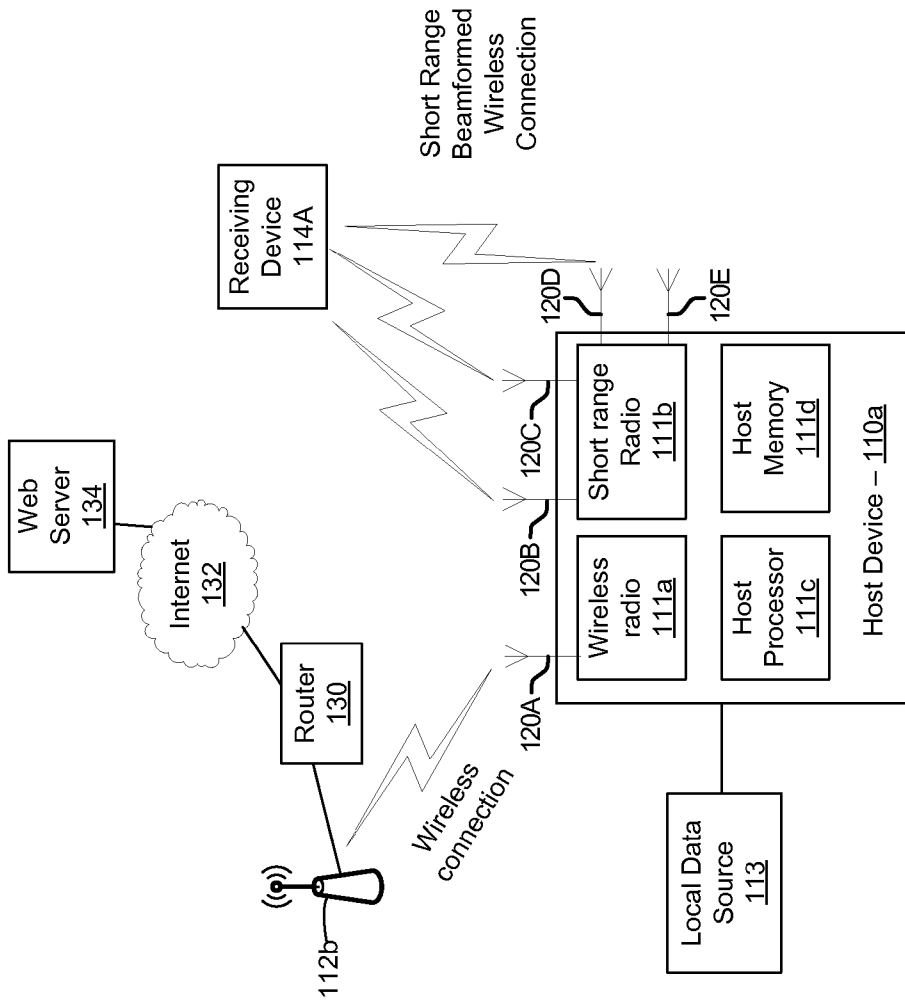 Web
Server
134
Internet
132
Router
130
112b
Wireless
connection
Receiving
Device
114A
Short Range
Beamformed
Wireless
Connection
120A
120B
120C
120D
120E
Wireless
radio
111a
Short range
Radio
111b
Host
Processor
111c
Host
Memory
111d
Host Device – 110a
Local Data
Source
113